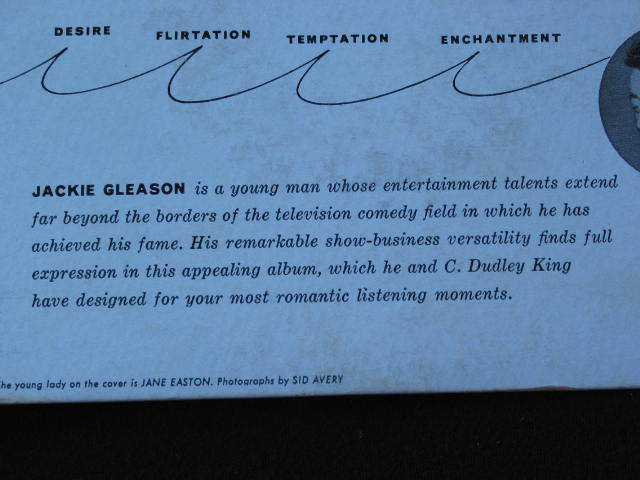 DESIRE FLIRTATION TEMPTATION ENCHANTMENT
JACKIE GLEASON is a young man whose entertainment talents extend
far beyond the borders of the television comedy field in which he has
achieved his fame. His remarkable show-business versatility finds full
expression in this appealing album, which he and C. Dudley King
have designed for your most romantic listening moments.
he young lady on the cover is JANE EASTON. Photographs by SID AVERY